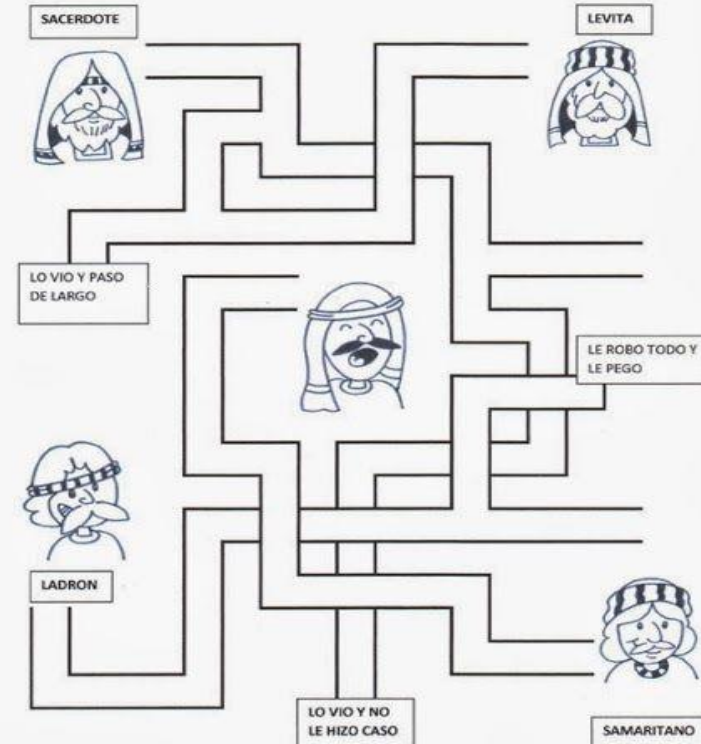 SACERDOTE
LEVITA
LO VIO Y PASO
DE LARGO
LE ROBO TODO Y
LE PEGO
LADRON
LO VIO Y NO
LE HIZO CASO
SAMARITANO